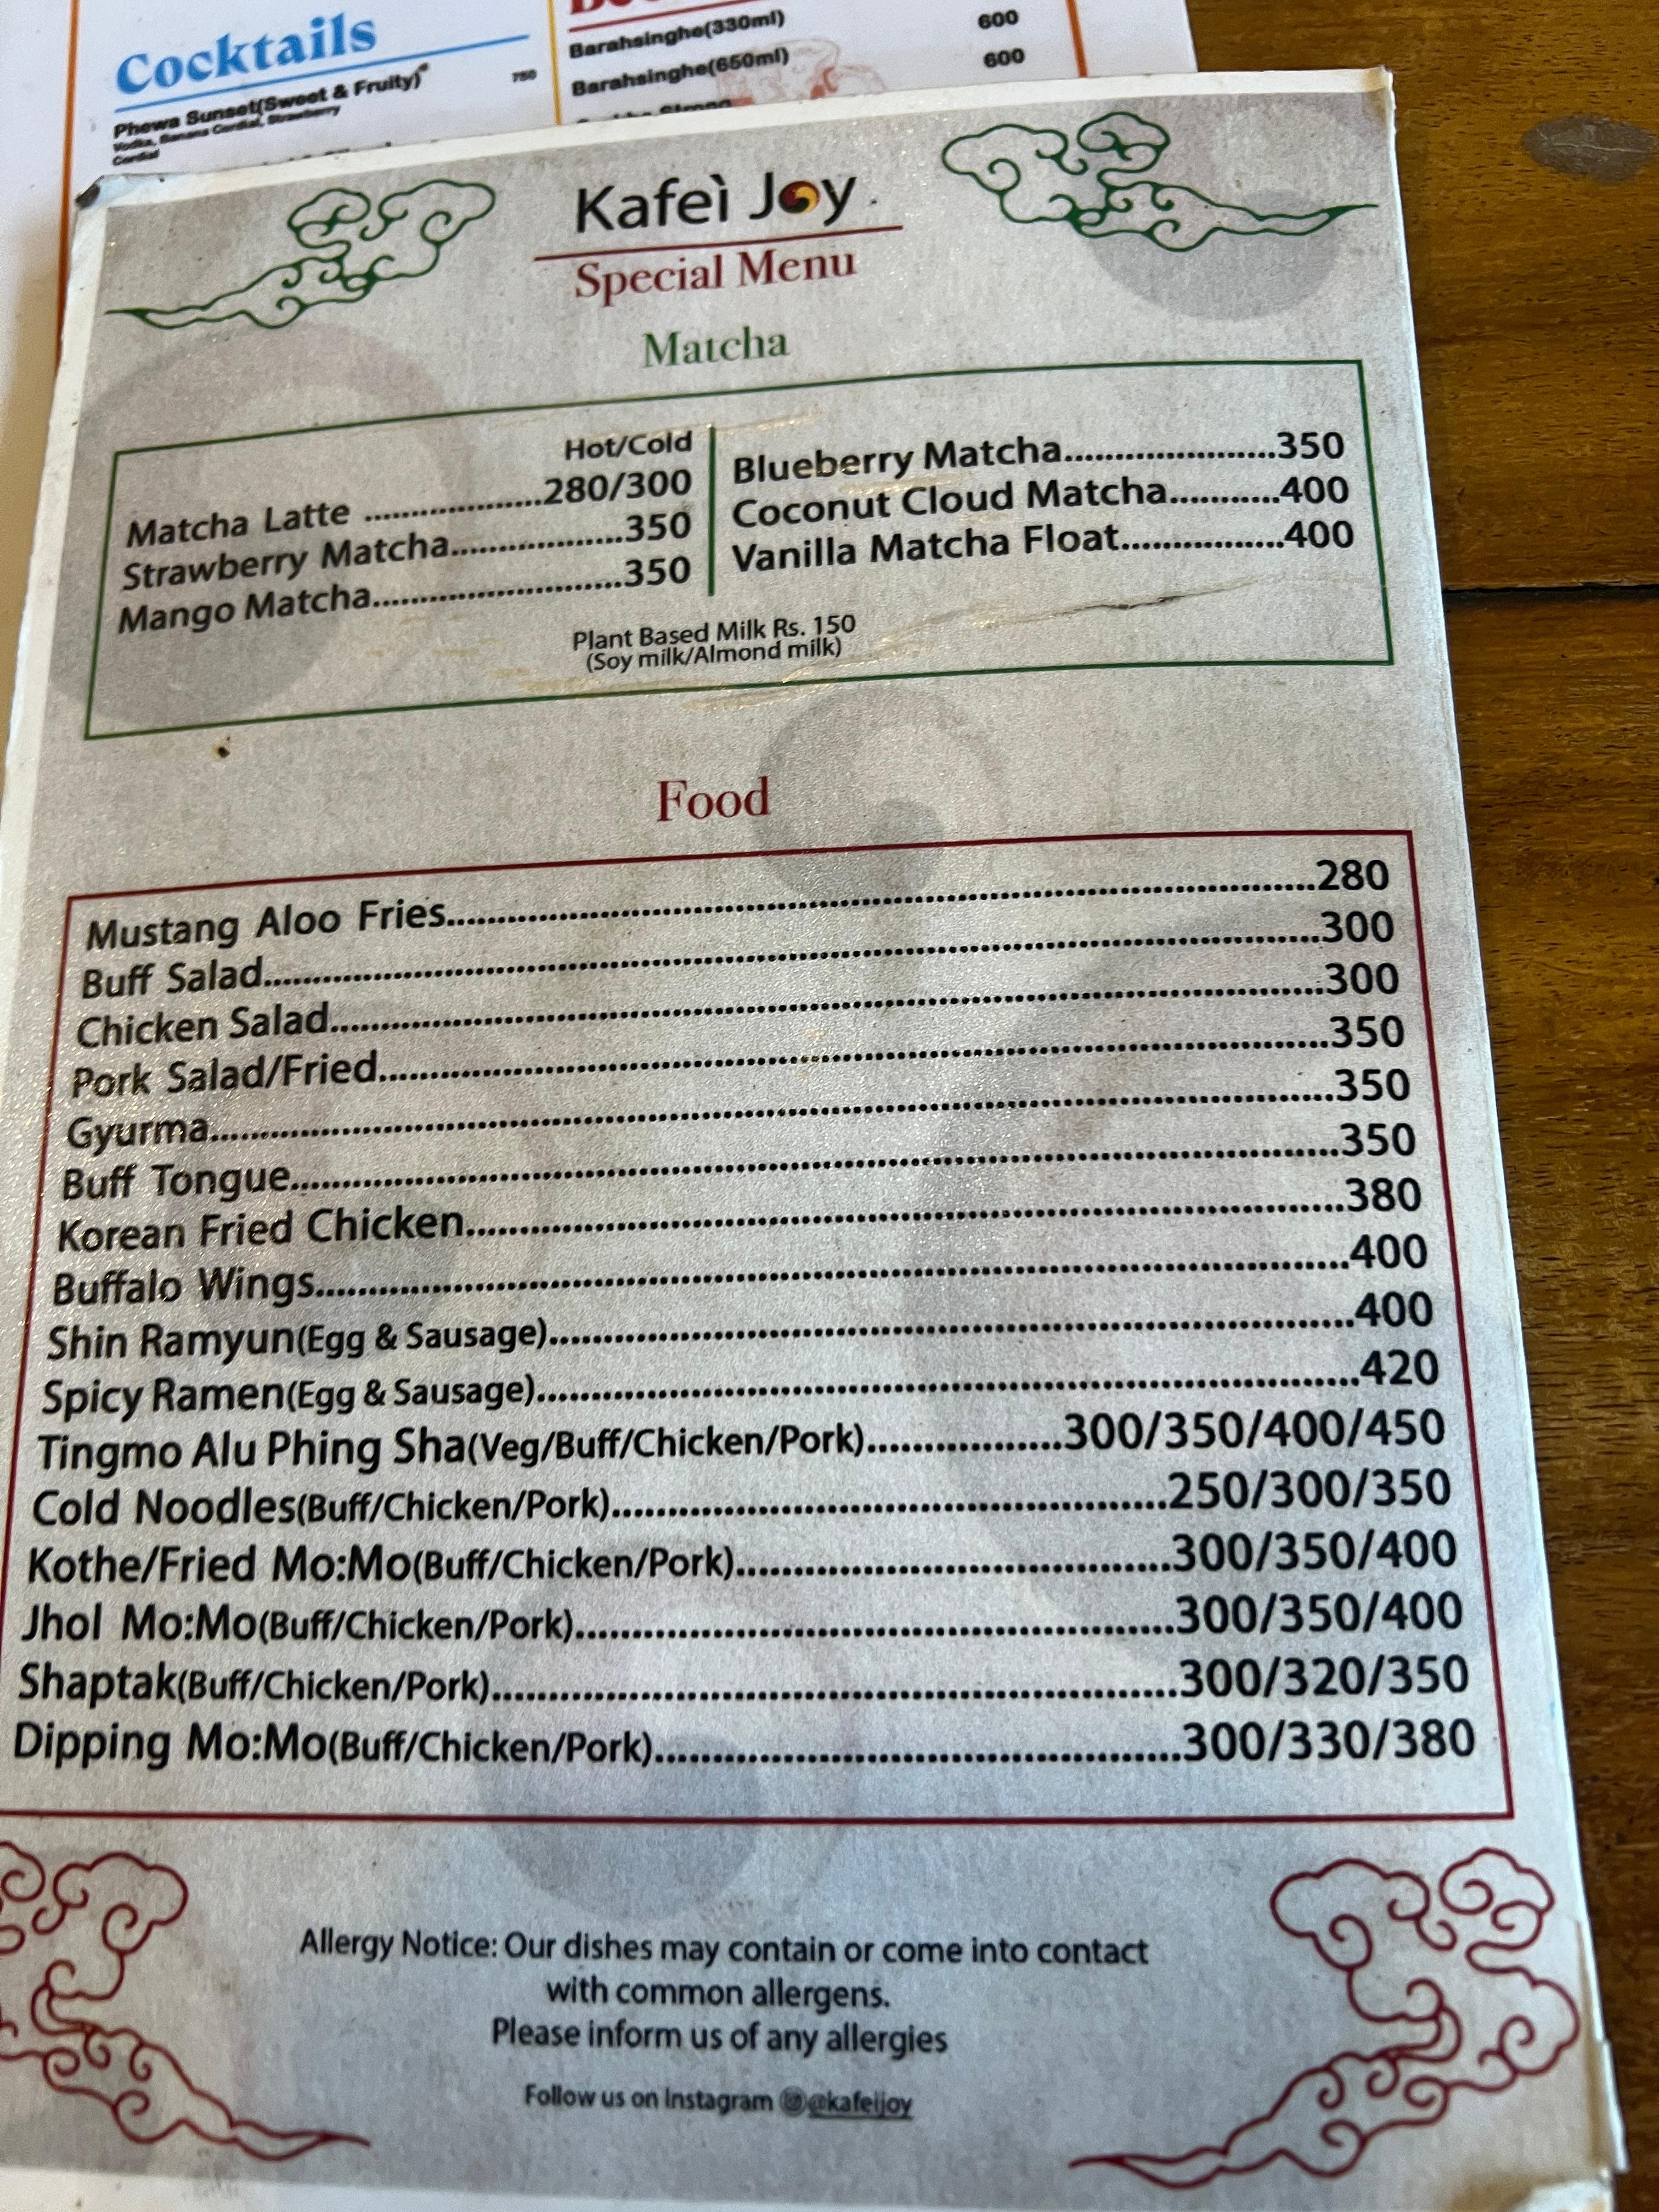 Cocktails
Phewa Sunset(Sweet & Fruity) 750
Vodka, Banana Cordial, Strawberry
Cordial
Barahsinghe(330ml) 600
Barahsinghe(650ml) 600
Strong
Kafeì Joy
Special Menu
Matcha
Hot/Cold
Matcha Latte ...................280/300
Strawberry Matcha...................350
Mango Matcha...........................350
Blueberry Matcha......................350
Coconut Cloud Matcha...........400
Vanilla Matcha Float................400
Plant Based Milk Rs. 150
(Soy milk/Almond milk)
Food
Mustang Aloo Fries..........................................................................280
Buff Salad..........................................................................300
Chicken Salad..........................................................................300
Pork Salad/Fried..........................................................................350
Gyurma..........................................................................350
Buff Tongue..........................................................................350
Korean Fried Chicken..........................................................................380
Buffalo Wings..........................................................................400
Shin Ramyun(Egg & Sausage)..........................................................................400
Spicy Ramen(Egg & Sausage)..........................................................................420
Tingmo Alu Phing Sha(Veg/Buff/Chicken/Pork)..................300/350/400/450
Cold Noodles(Buff/Chicken/Pork)..................................................250/300/350
Kothe/Fried Mo:Mo(Buff/Chicken/Pork).......................................300/350/400
Jhol Mo:Mo(Buff/Chicken/Pork).....................................................300/350/400
Shaptak(Buff/Chicken/Pork)............................................................300/320/350
Dipping Mo:Mo(Buff/Chicken/Pork)..............................................300/330/380
Allergy Notice: Our dishes may contain or come into contact
with common allergens.
Please inform us of any allergies
Follow us on Instagram @kafeijoy